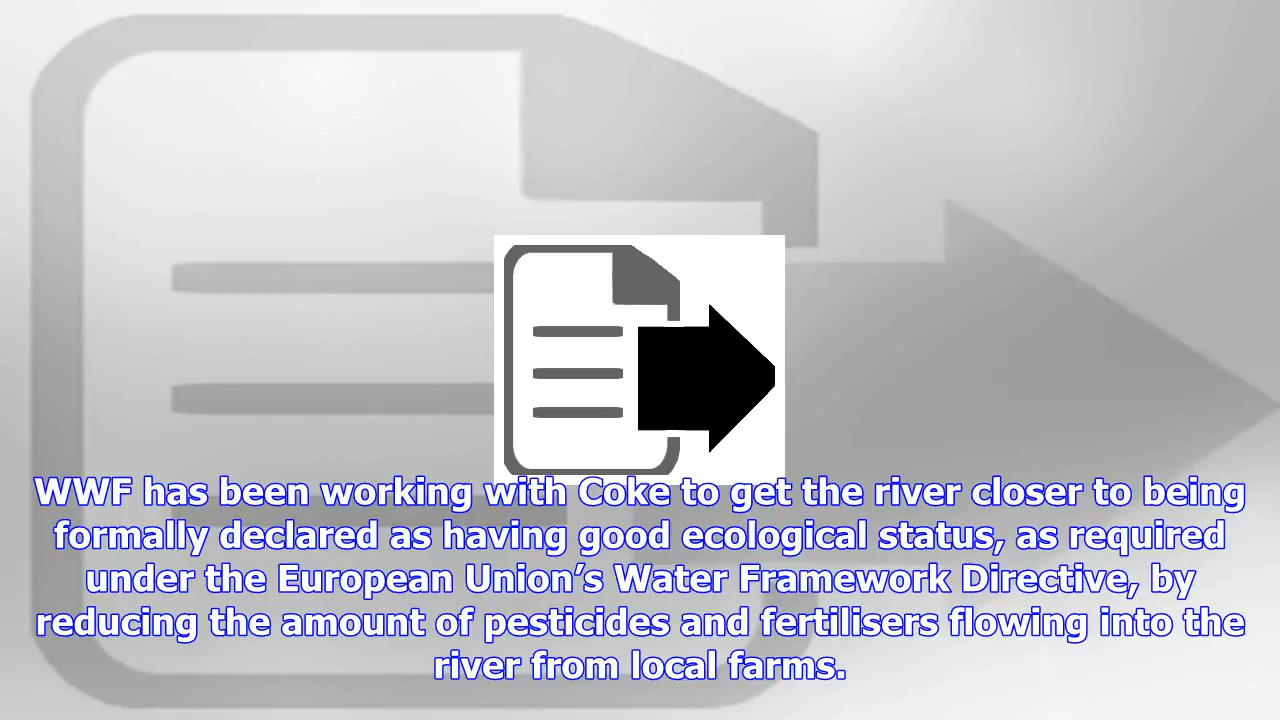 WWF has been working with Coke to get the river closer to being
formally declared as having good ecological status, as required
under the European Union’s Water Framework Directive, by
reducing the amount of pesticides and fertilisers flowing into the
river from local farms.